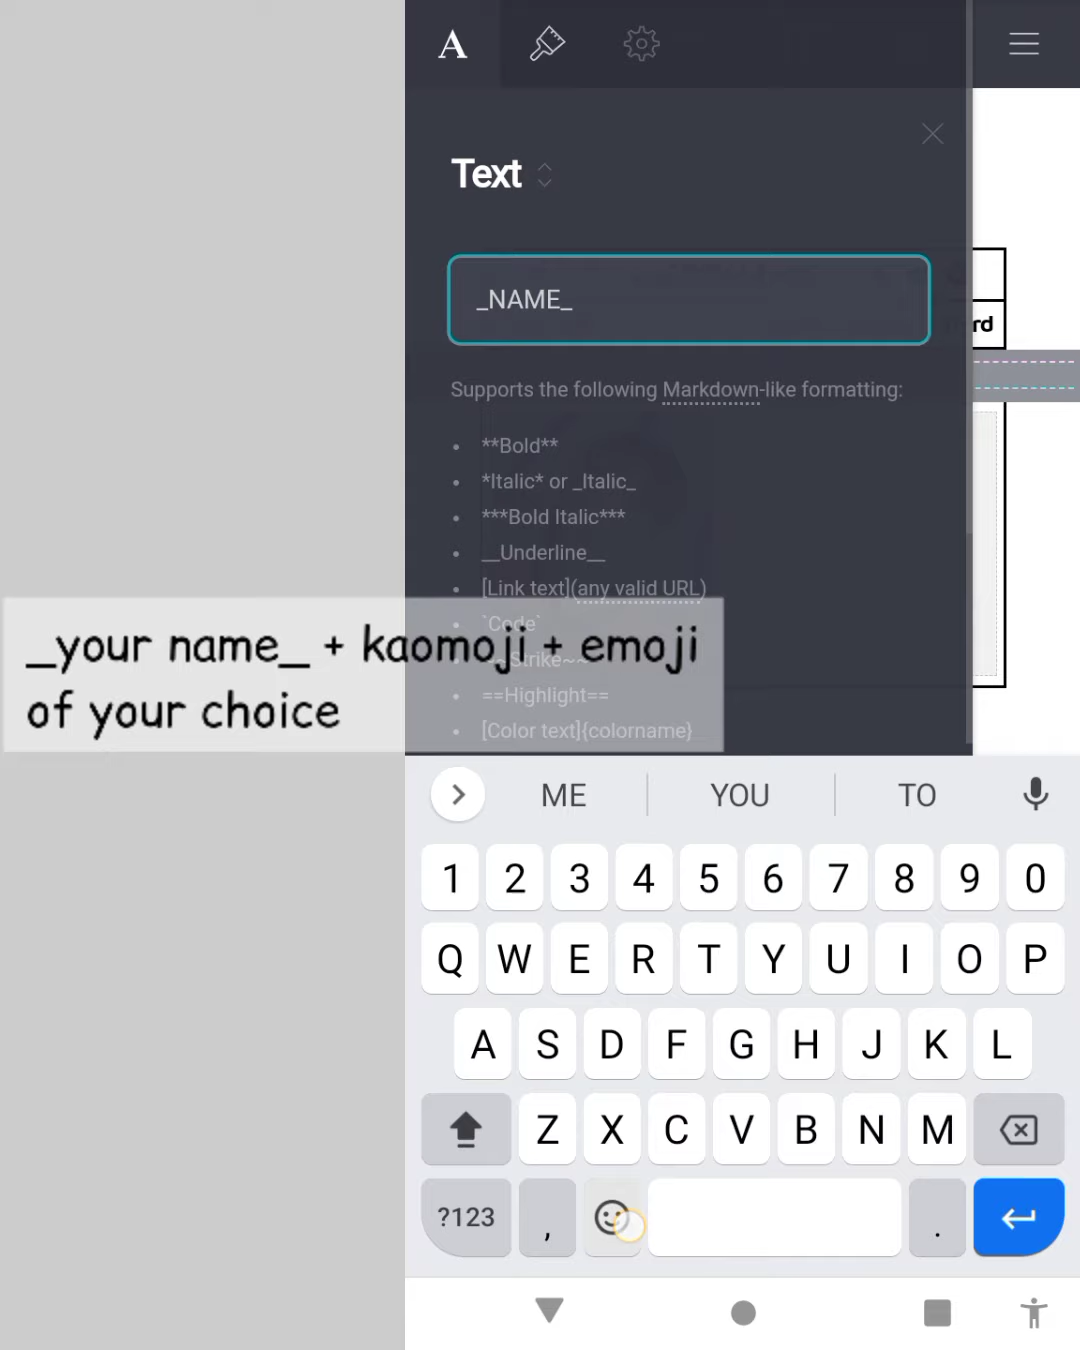 A
Text
_NAME_
rd
Supports the following Markdown-like formatting:
• **Bold**
• *Italic* or _Italic_
• ***Bold Italic***
• __Underline__
• [Link text](any valid URL)
• `Code`
• ~~Strike~~
• ==Highlight==
• [Color text]{colorname}
_your name_ + kaomoji + emoji
of your choice
ME YOU TO
1 2 3 4 5 6 7 8 9 0
Q W E R T Y U I O P
A S D F G H J K L
Z X C V B N M
?123 , .